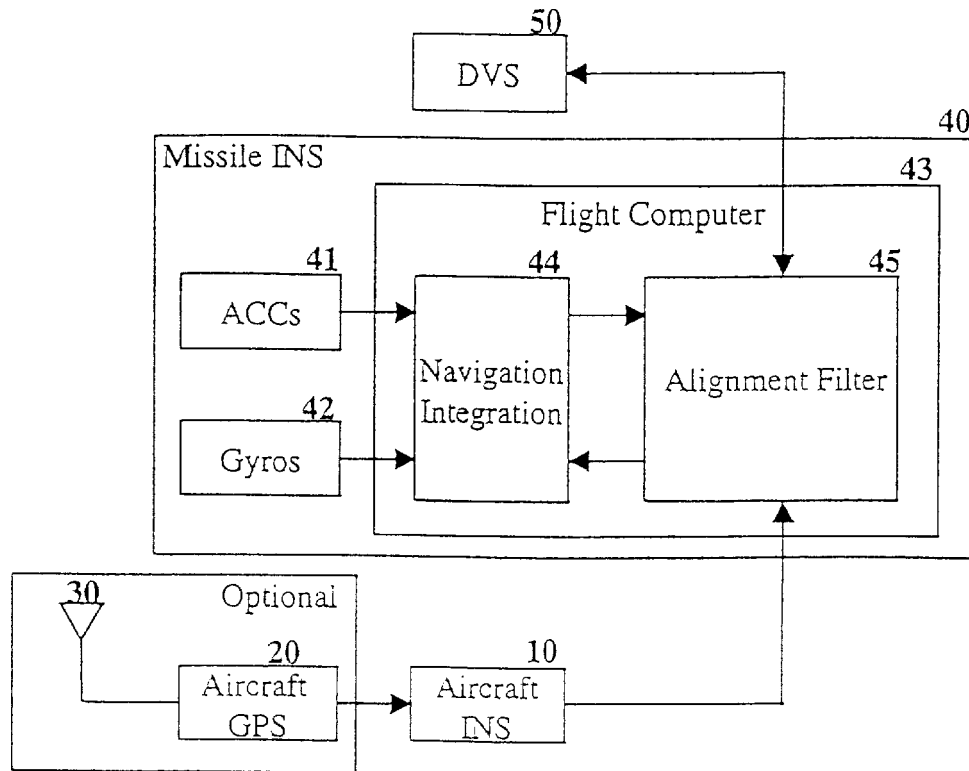 50
DVS
40
Missile INS
43
Flight Computer
41
44
45
ACCs
Navigation
Integration
Alignment Filter
42
Gyros
30
Optional
20
10
Aircraft
GPS
Aircraft
INS